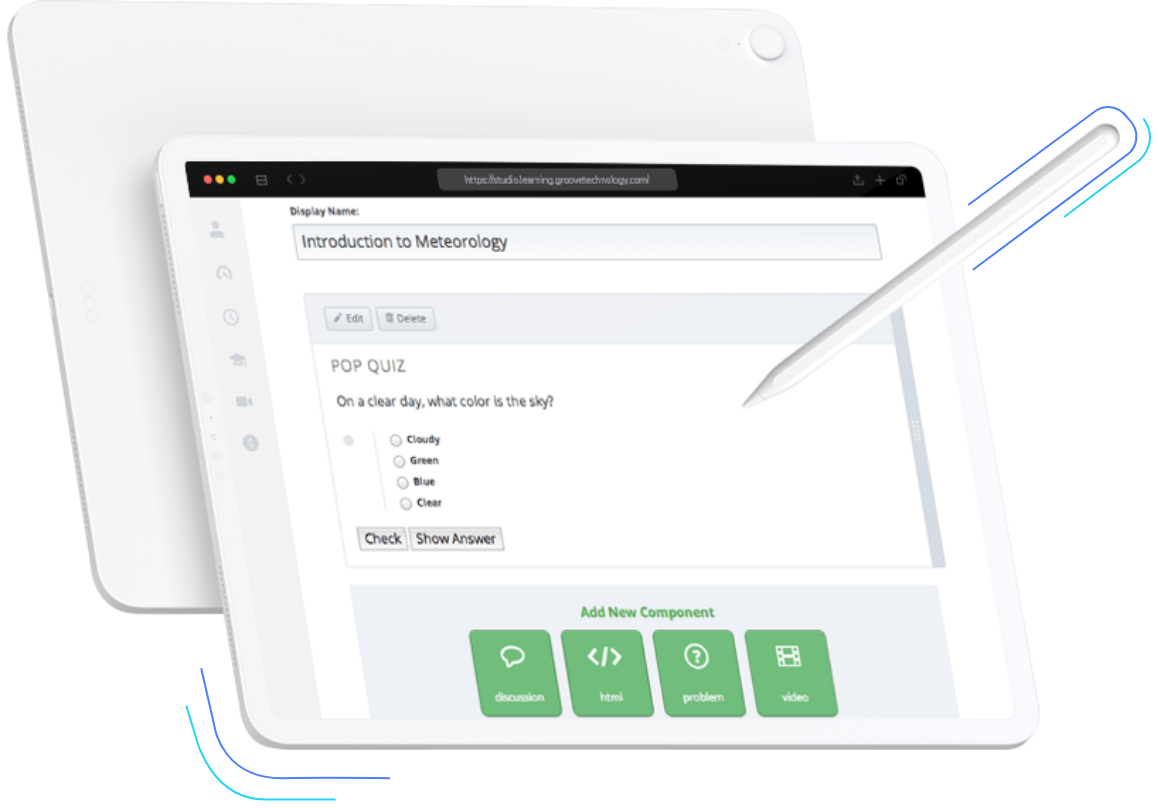 https://studio.learning.groovetechnology.com/
Display Name:
Introduction to Meteorology
Edit Delete
POP QUIZ
On a clear day, what color is the sky?
Cloudy
Green
Blue
Clear
Check Show Answer
Add New Component
discussion html problem video